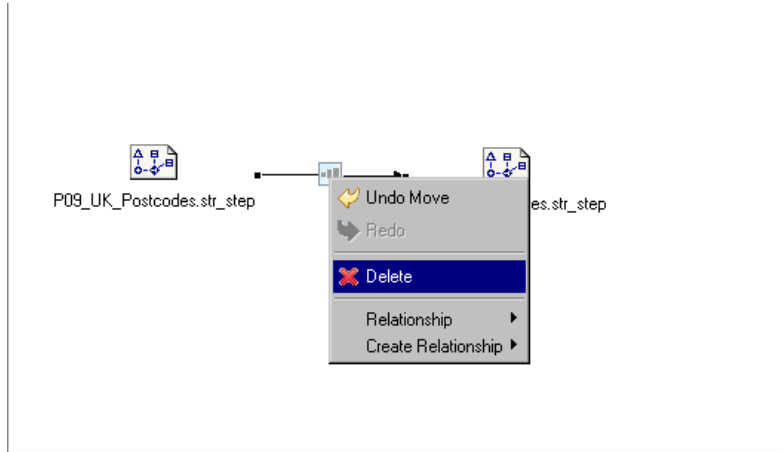 P09_UK_Postcodes.str_step
es.str_step
Undo Move
Redo
Delete
Relationship
Create Relationship